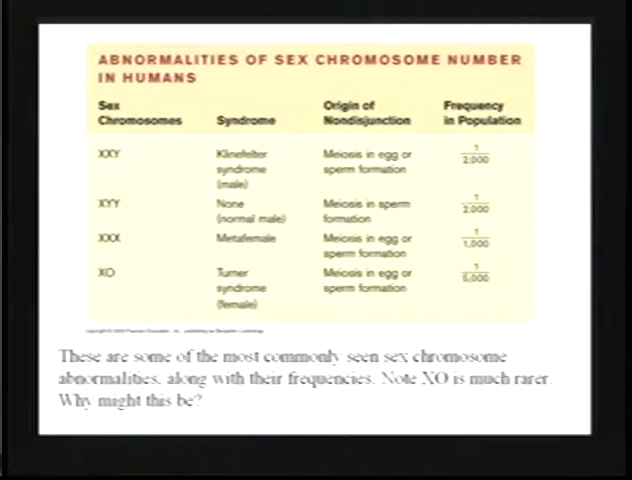 ABNORMALITIES OF SEX CHROMOSOME NUMBER
IN HUMANS
Sex Chromosomes Syndrome Origin of Nondisjunction Frequency in Population
XXY Klinefelter syndrome (male) Meiosis in egg or sperm formation 1/2,000
XYY None (normal male) Meiosis in sperm formation 1/2,000
XXX Metafemale Meiosis in egg or sperm formation 1/1,000
XO Turner syndrome (female) Meiosis in egg or sperm formation 1/5,000
These are some of the most commonly seen sex chromosome
abnormalities, along with their frequencies. Note XO is much rarer.
Why might this be?